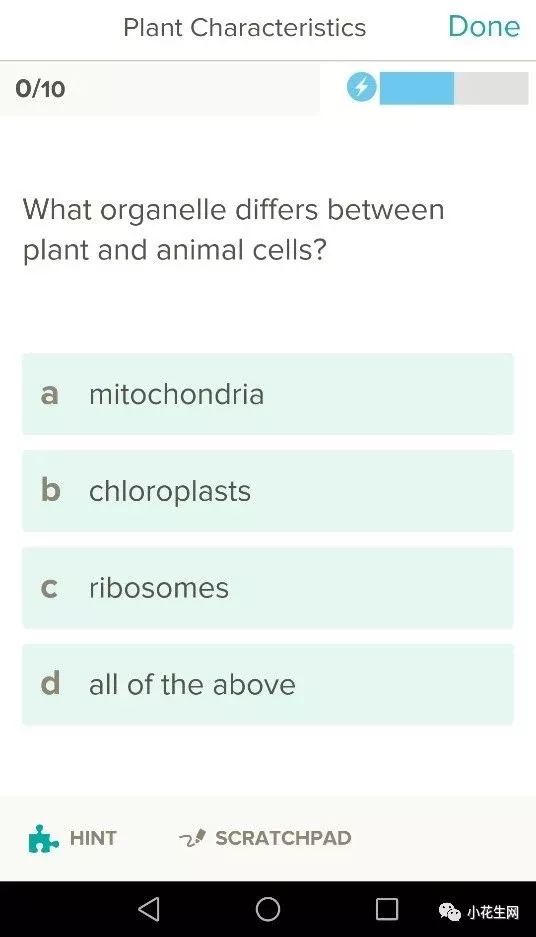 Plant Characteristics Done
0/10
What organelle differs between
plant and animal cells?
a mitochondria
b chloroplasts
c ribosomes
d all of the above
HINT SCRATCHPAD
小花生网